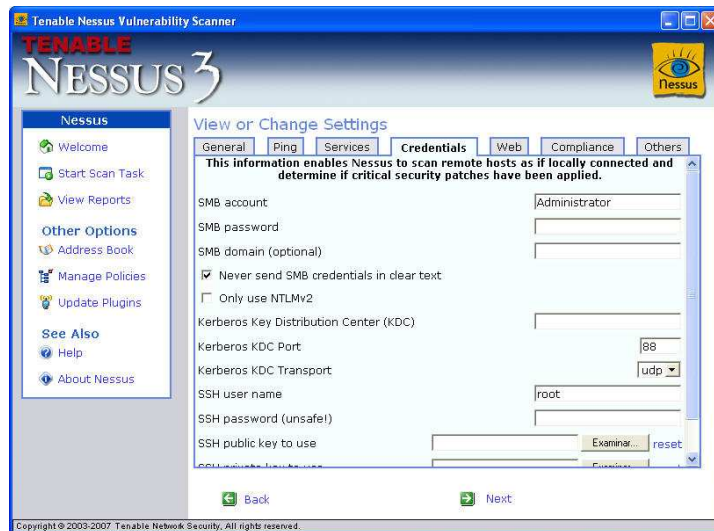 Tenable Nessus Vulnerability Scanner
TENABLE
NESSUS 3
Nessus
Nessus
Welcome
Start Scan Task
View Reports
Other Options
Address Book
Manage Policies
Update Plugins
See Also
Help
About Nessus
View or Change Settings
General Ping Services Credentials Web Compliance Others
This information enables Nessus to scan remote hosts as if locally connected and
determine if critical security patches have been applied.
SMB account Administrator
SMB password
SMB domain (optional)
Never send SMB credentials in clear text
Only use NTLMv2
Kerberos Key Distribution Center (KDC)
Kerberos KDC Port 88
Kerberos KDC Transport udp
SSH user name root
SSH password (unsafe!)
SSH public key to use Examinar... reset
Back Next
Copyright © 2003-2007 Tenable Network Security, All rights reserved.